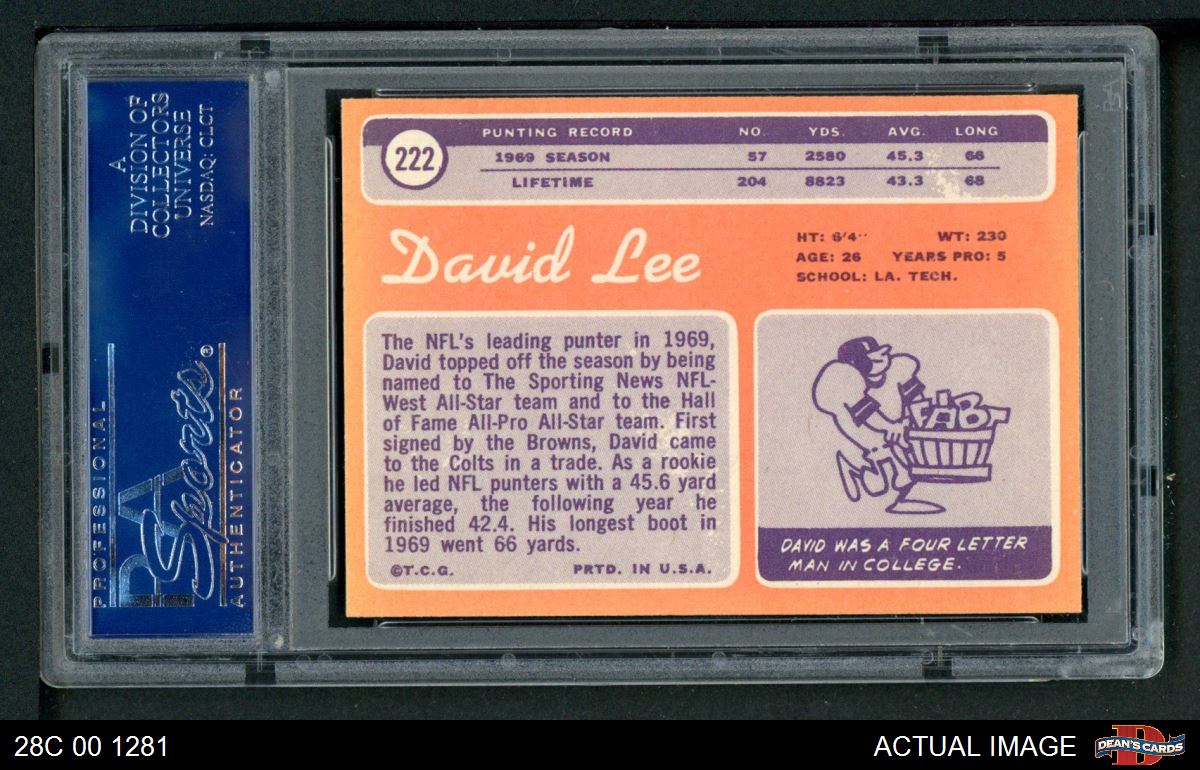 A
DIVISION OF
COLLECTORS
UNIVERSE
NASDAQ: CLCT
PROFESSIONAL
PSA
Sports®
AUTHENTICATOR
222
PUNTING RECORD NO. YDS. AVG. LONG
1969 SEASON 57 2580 45.3 66
LIFETIME 204 8823 43.3 68
David Lee
HT: 6'4" WT: 230
AGE: 26 YEARS PRO: 5
SCHOOL: LA. TECH.
The NFL's leading punter in 1969,
David topped off the season by being
named to The Sporting News NFL-
West All-Star team and to the Hall
of Fame All-Pro All-Star team. First
signed by the Browns, David came
to the Colts in a trade. As a rookie
he led NFL punters with a 45.6 yard
average, the following year he
finished 42.4. His longest boot in
1969 went 66 yards.
©T.C.G. PRTD. IN U.S.A.
DAVID WAS A FOUR LETTER
MAN IN COLLEGE.
28C 00 1281
ACTUAL IMAGE
DEAN'S CARDS